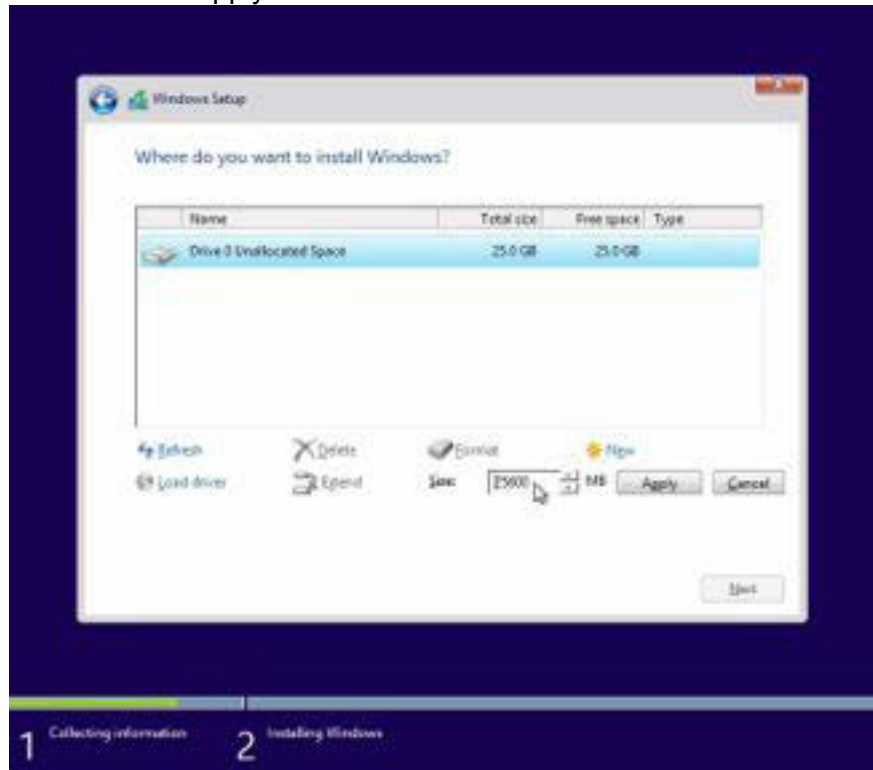 Apply
Windows Setup
Where do you want to install Windows?
Name Total size Free space Type
Drive 0 Unallocated Space 25.0 GB 25.0 GB
Refresh Delete Format New
Load driver Extend Size: 25600 MB Apply Cancel
Next
1 Collecting information 2 Installing Windows